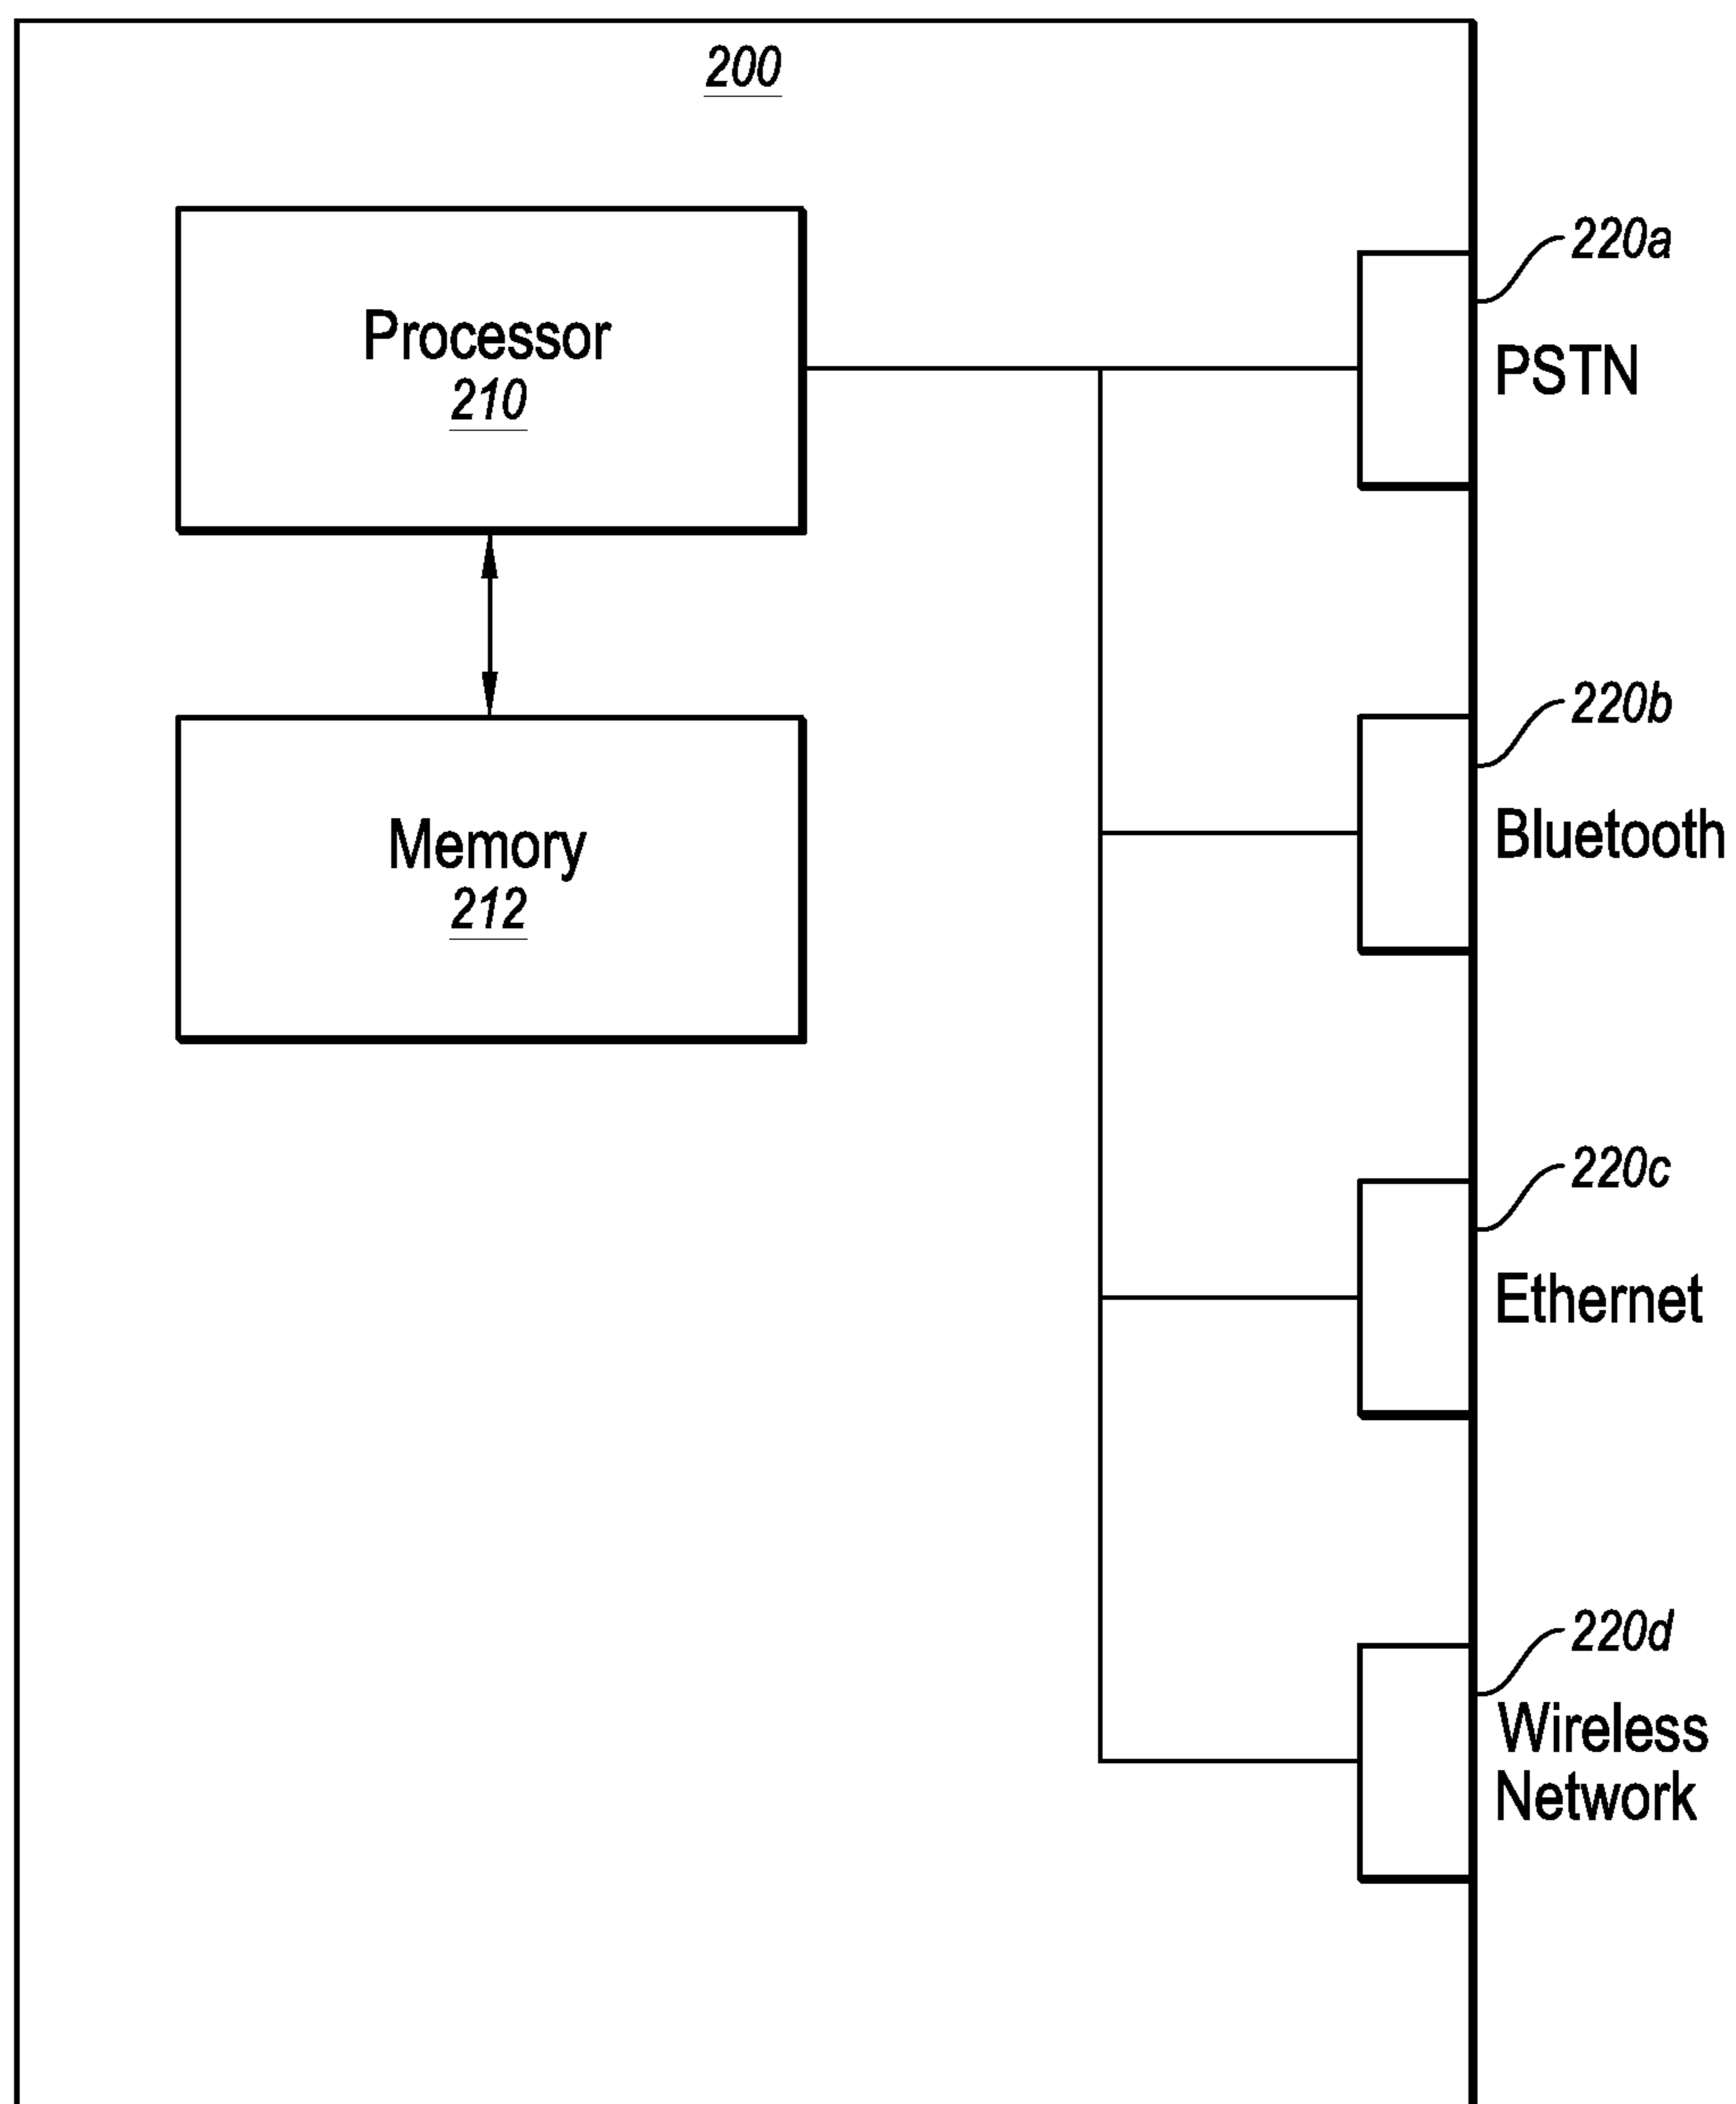 200
Processor
210
Memory
212
220a
PSTN
220b
Bluetooth
220c
Ethernet
220d
Wireless
Network